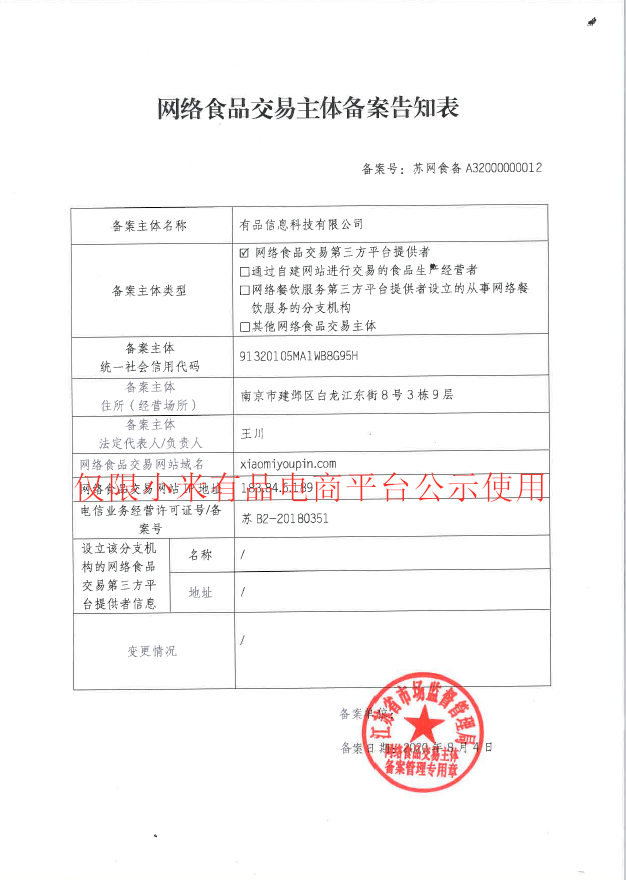 网络食品交易主体备案告知表
备案号：苏网食备 A32000000012
备案主体名称
有品信息科技有限公司
备案主体类型
☑ 网络食品交易第三方平台提供者
□通过自建网站进行交易的食品生产经营者
□网络餐饮服务第三方平台提供者设立的从事网络餐
饮服务的分支机构
□其他网络食品交易主体
备案主体
统一社会信用代码
91320105MA1WB8G95H
备案主体
住所（经营场所）
南京市建邺区白龙江东街8号3栋9层
备案主体
法定代表人/负责人
王川
网络食品交易网站域名
xiaomiyoupin.com
网络食品交易网站 IP 地址
183.84.6.189
仅限小米有品电商平台公示使用
电信业务经营许可证号/备
案号
苏 B2-20180351
设立该分支机
构的网络食品
交易第三方平
台提供者信息
名称
/
地址
/
变更情况
/
备案单位:
备案日期: 2020年8月4日
江苏省市场监督管理局
网络食品交易主体
备案管理专用章